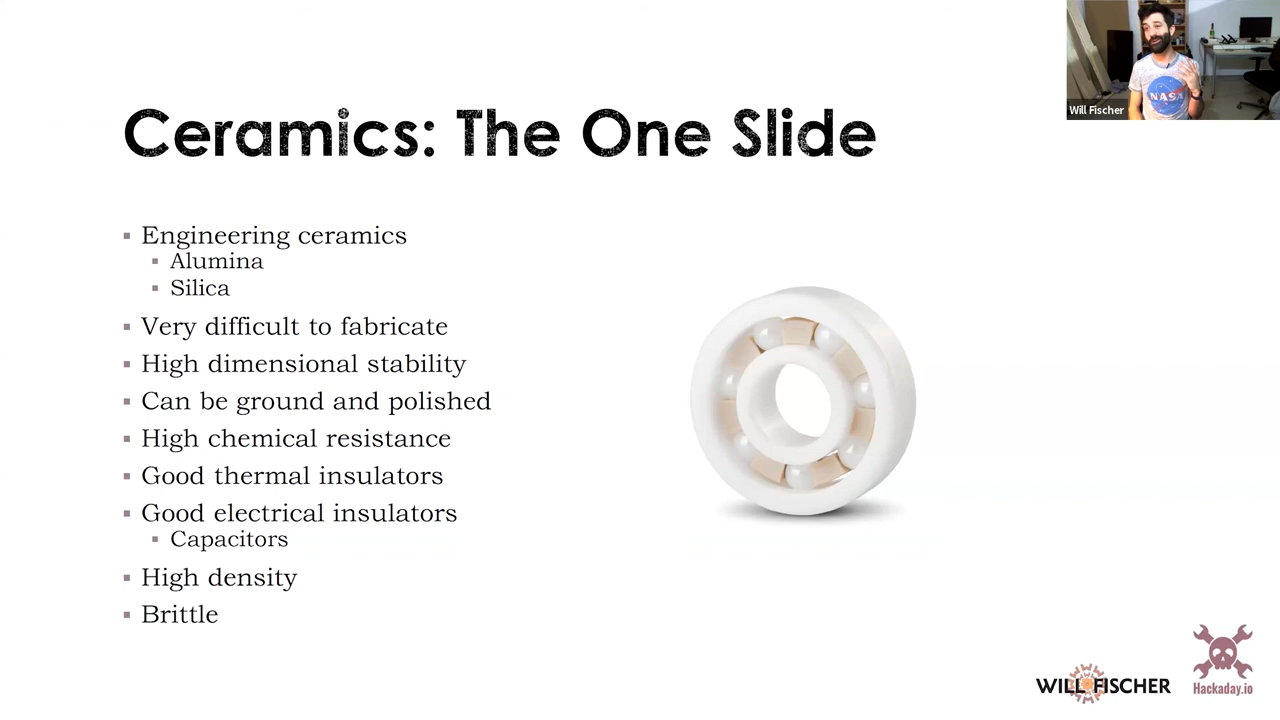 Ceramics: The One Slide
Engineering ceramics
Alumina
Silica
Very difficult to fabricate
High dimensional stability
Can be ground and polished
High chemical resistance
Good thermal insulators
Good electrical insulators
Capacitors
High density
Brittle
NASA
Will Fischer
WILL FISCHER
Hackaday.io